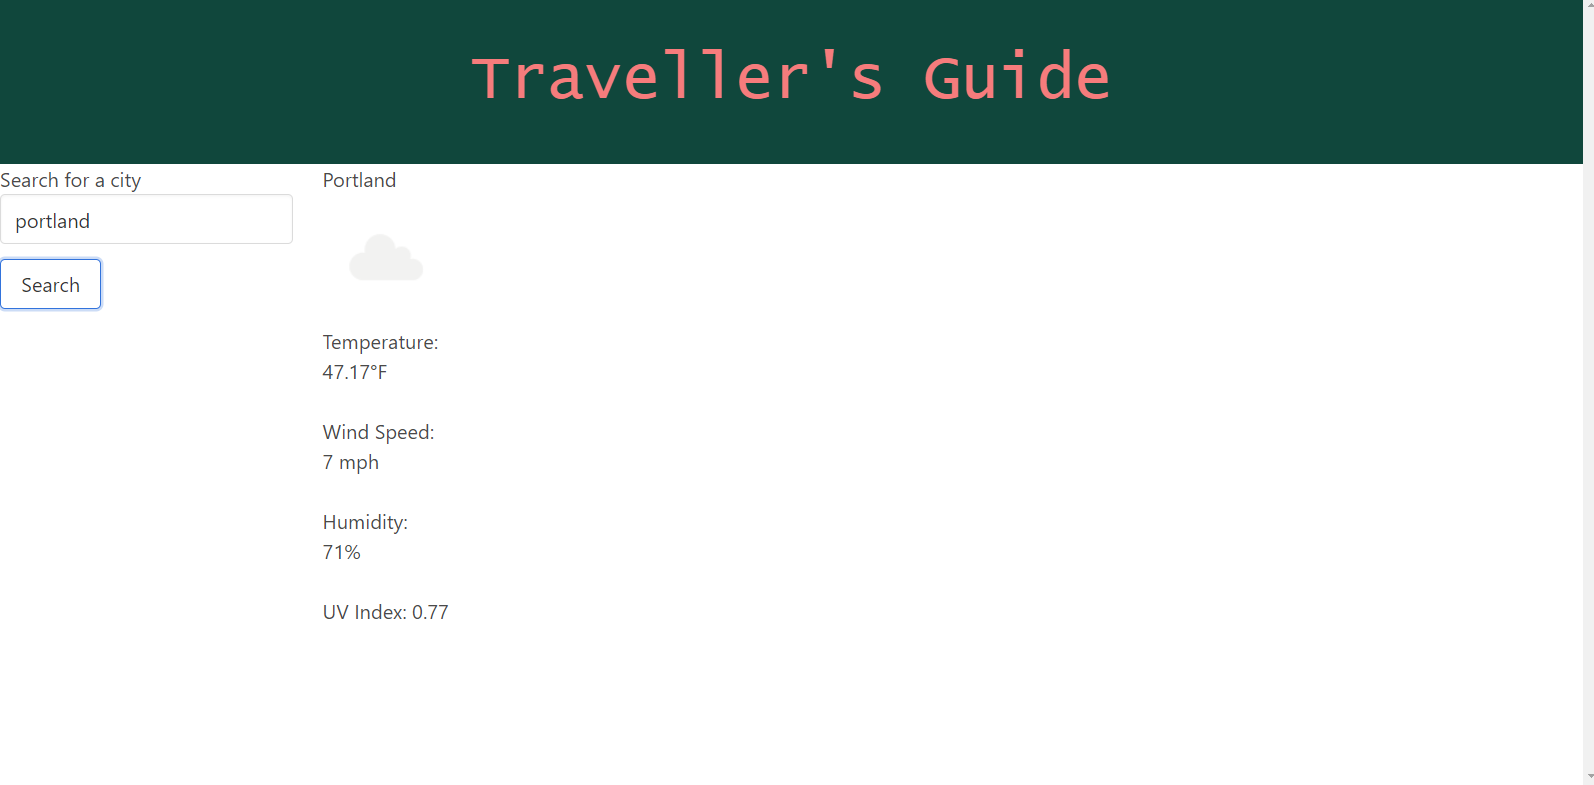 Traveller's Guide
Search for a city
portland
Search
Portland
Temperature:
47.17°F
Wind Speed:
7 mph
Humidity:
71%
UV Index: 0.77